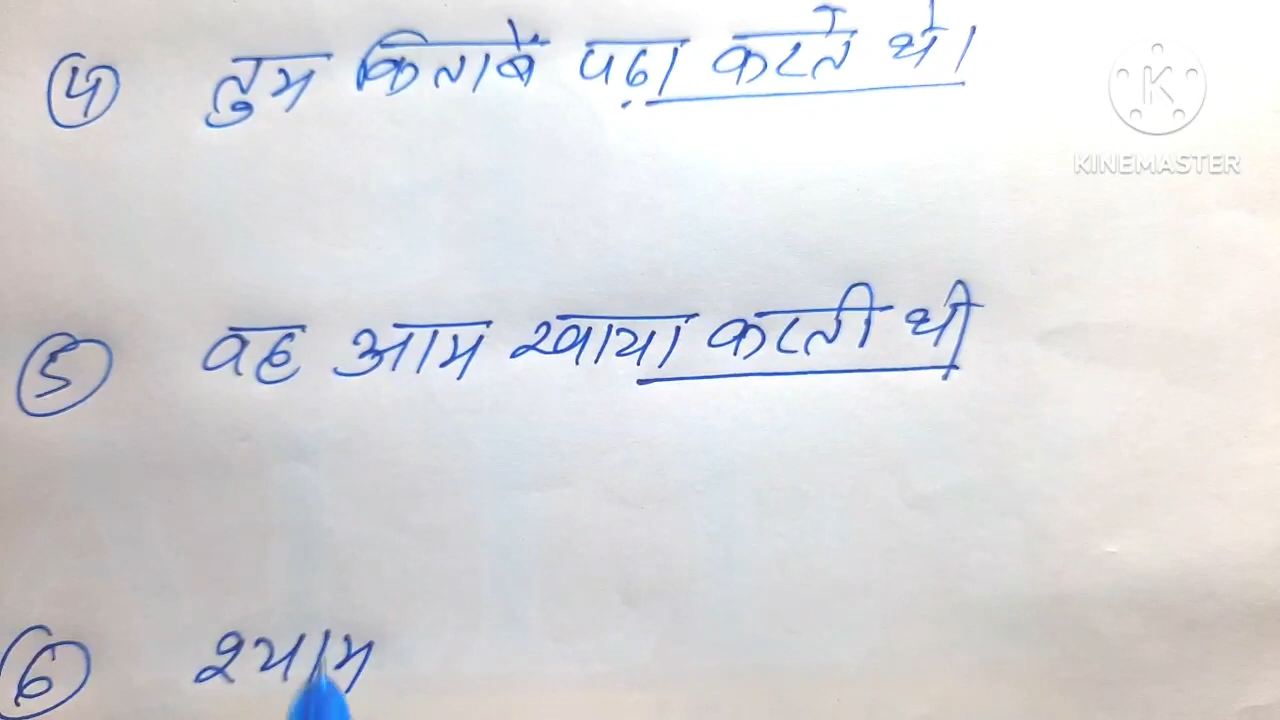 ④ तुम किताबें पढ़ा करते थे।
KINEMASTER
⑤ वह आम खाया करती थी
⑥ श्याम